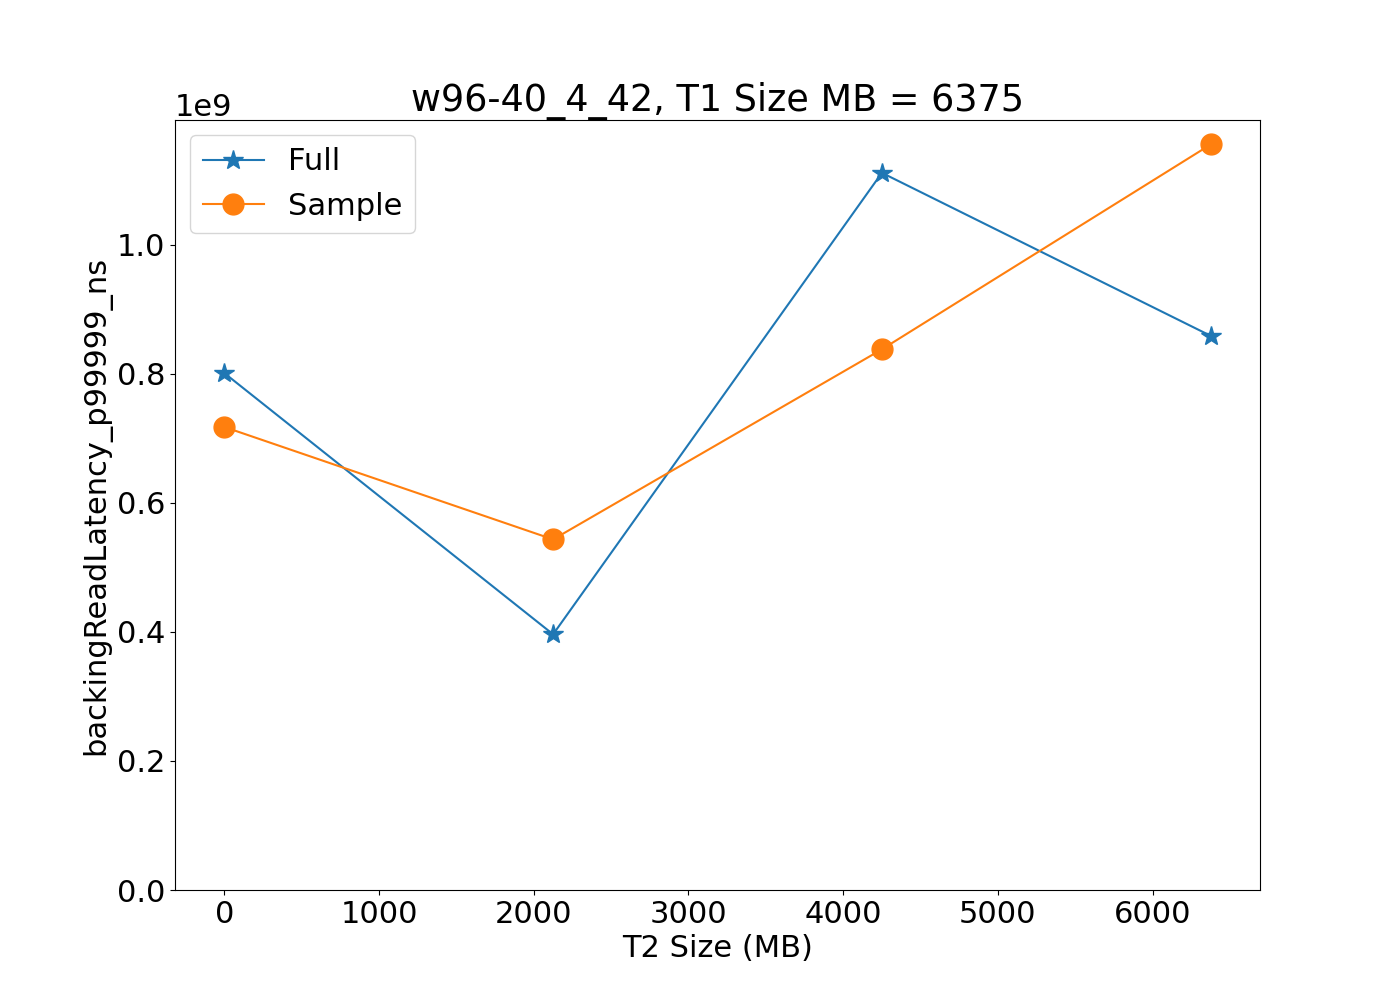 w96-40_4_42, T1 Size MB = 6375
1e9
Full
Sample
1.0
0.8
0.6
0.4
0.2
0.0
backingReadLatency_p99999_ns
0 1000 2000 3000 4000 5000 6000
T2 Size (MB)